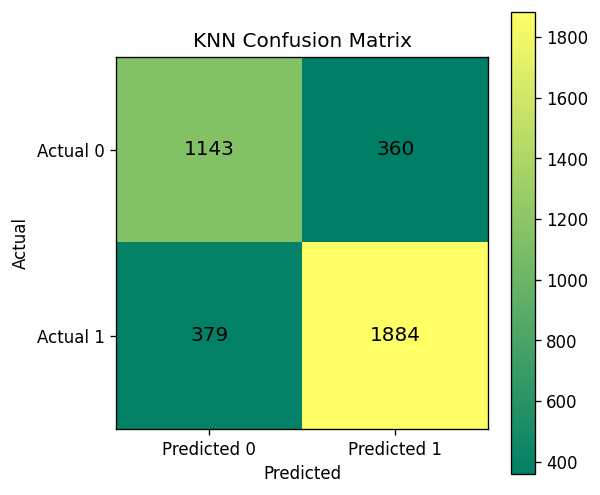 KNN Confusion Matrix
Actual 0
1143
360
Actual
Actual 1
379
1884
Predicted 0
Predicted 1
Predicted
1800
1600
1400
1200
1000
800
600
400